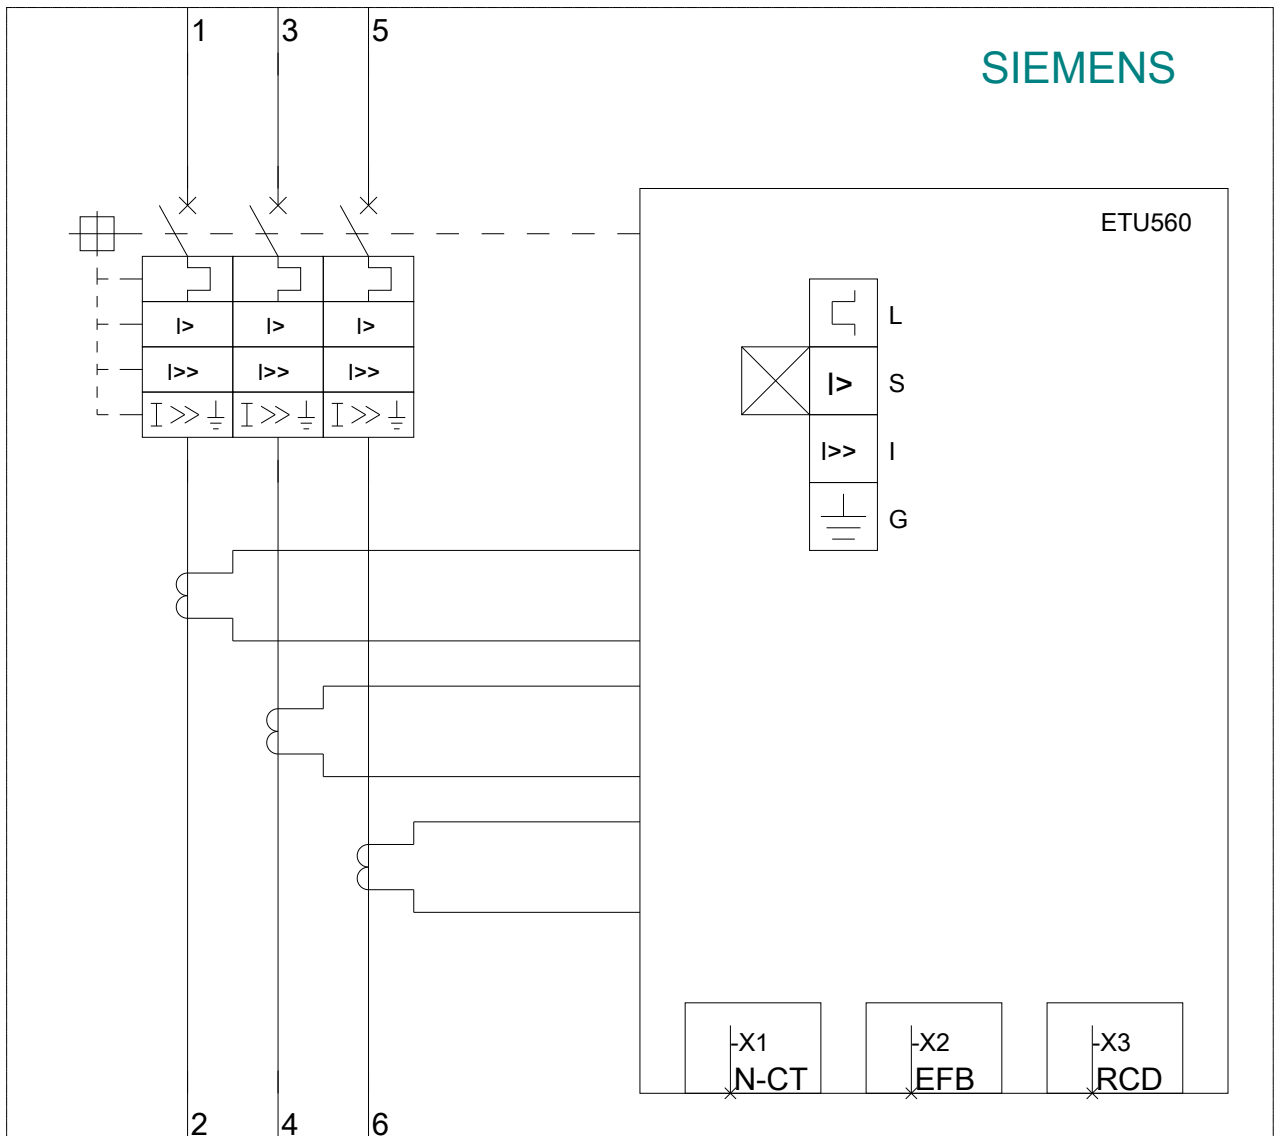 1 3 5
SIEMENS
ETU560
L
I> I> I> I> S
I>> I>> I>> I>> I
I >> I >> I >> G
-X1 -X2 -X3
N-CT EFB RCD
2 4 6